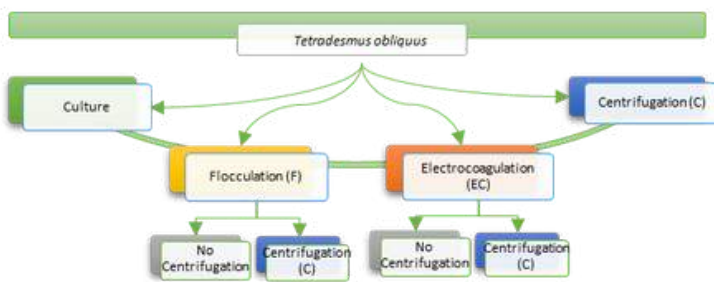 Tetradesmus obliquus
Culture
Centrifugation (C)
Flocculation (F)
Electrocoagulation
(EC)
No
Centrifugation
Centrifugation
(C)
No
Centrifugation
Centrifugation
(C)